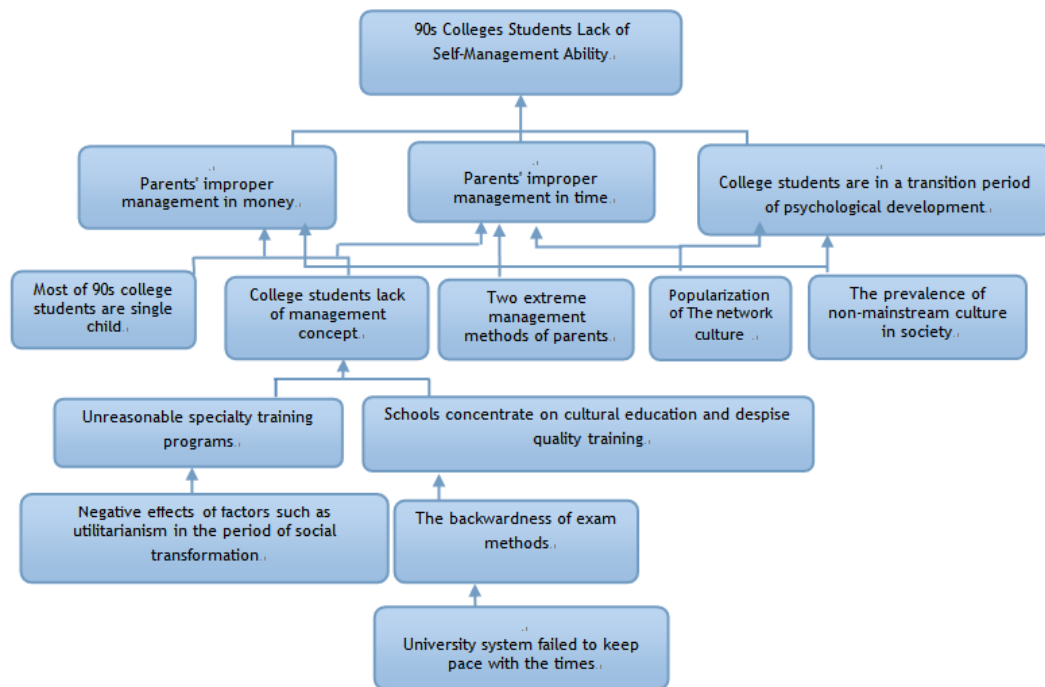 90s Colleges Students Lack of
Self-Management Ability.
Parents' improper
management in money.
Parents' improper
management in time.
College students are in a transition period
of psychological development.
Most of 90s college
students are single
child.
College students lack
of management
concept.
Two extreme
management
methods of parents.
Popularization
of The network
culture .
The prevalence of
non-mainstream culture
in society.
Unreasonable specialty training
programs.
Schools concentrate on cultural education and despise
quality training.
Negative effects of factors such as
utilitarianism in the period of social
transformation.
The backwardness of exam
methods.
University system failed to keep
pace with the times.